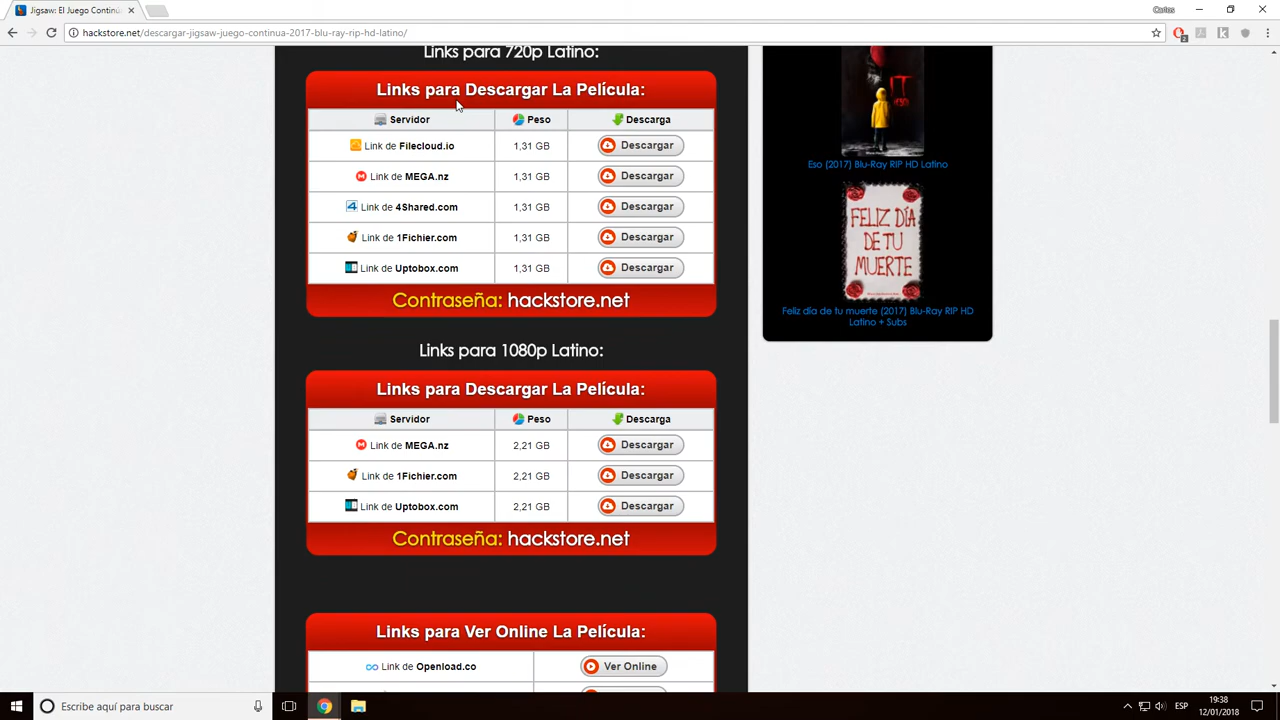 Jigsaw: El Juego Continu
Carlos
hackstore.net/descargar-jigsaw-juego-continua-2017-blu-ray-rip-hd-latino/
2
Links para 720p Latino:
Links para Descargar La Película:
Servidor Peso Descarga
Link de Filecloud.io 1,31 GB Descargar
Link de MEGA.nz 1,31 GB Descargar
Link de 4Shared.com 1,31 GB Descargar
Link de 1Fichier.com 1,31 GB Descargar
Link de Uptobox.com 1,31 GB Descargar
Contraseña: hackstore.net
Links para 1080p Latino:
Links para Descargar La Película:
Servidor Peso Descarga
Link de MEGA.nz 2,21 GB Descargar
Link de 1Fichier.com 2,21 GB Descargar
Link de Uptobox.com 2,21 GB Descargar
Contraseña: hackstore.net
Links para Ver Online La Película:
Link de Openload.co Ver Online
IT
Eso (2017) Blu-Ray RIP HD Latino
FELIZ DÍA
DE TU
MUERTE
Feliz día de tu muerte (2017) Blu-Ray RIP HD
Latino + Subs
Escribe aquí para buscar
ESP
19:38
12/01/2018